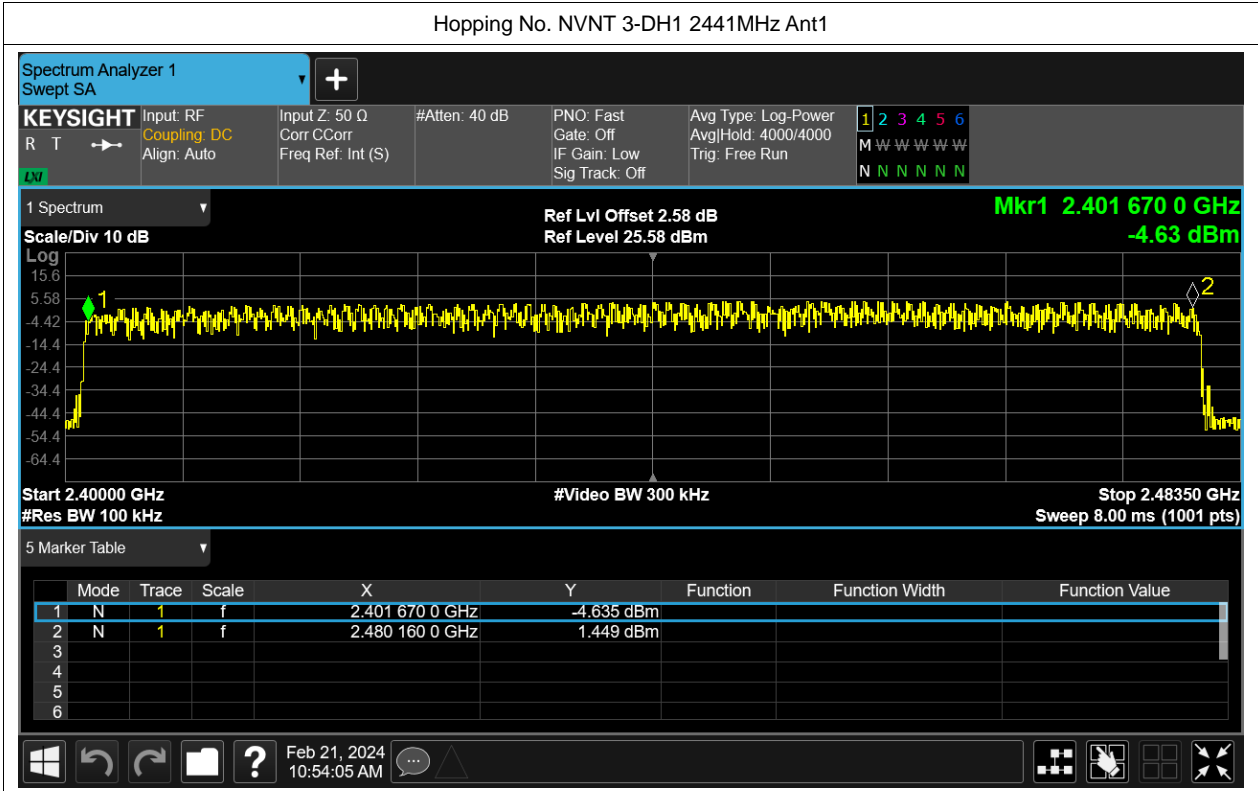 Hopping No. NVNT 3-DH1 2441MHz Ant1
Spectrum Analyzer 1
Swept SA
+
KEYSIGHT
R T
LXI
Input: RF
Coupling: DC
Align: Auto
Input Z: 50 Ω
Corr CCorr
Freq Ref: Int (S)
#Atten: 40 dB
PNO: Fast
Gate: Off
IF Gain: Low
Sig Track: Off
Avg Type: Log-Power
Avg|Hold: 4000/4000
Trig: Free Run
1 2 3 4 5 6
M W W W W W
N N N N N N
1 Spectrum
Scale/Div 10 dB
Ref Lvl Offset 2.58 dB
Ref Level 25.58 dBm
Mkr1 2.401 670 0 GHz
-4.63 dBm
Log
15.6
5.58
-4.42
-14.4
-24.4
-34.4
-44.4
-54.4
-64.4
1
2
Start 2.40000 GHz
#Res BW 100 kHz
#Video BW 300 kHz
Stop 2.48350 GHz
Sweep 8.00 ms (1001 pts)
5 Marker Table
Mode Trace Scale X Y Function Function Width Function Value
1 N 1 f 2.401 670 0 GHz -4.635 dBm
2 N 1 f 2.480 160 0 GHz 1.449 dBm
3
4
5
6
?
Feb 21, 2024
10:54:05 AM